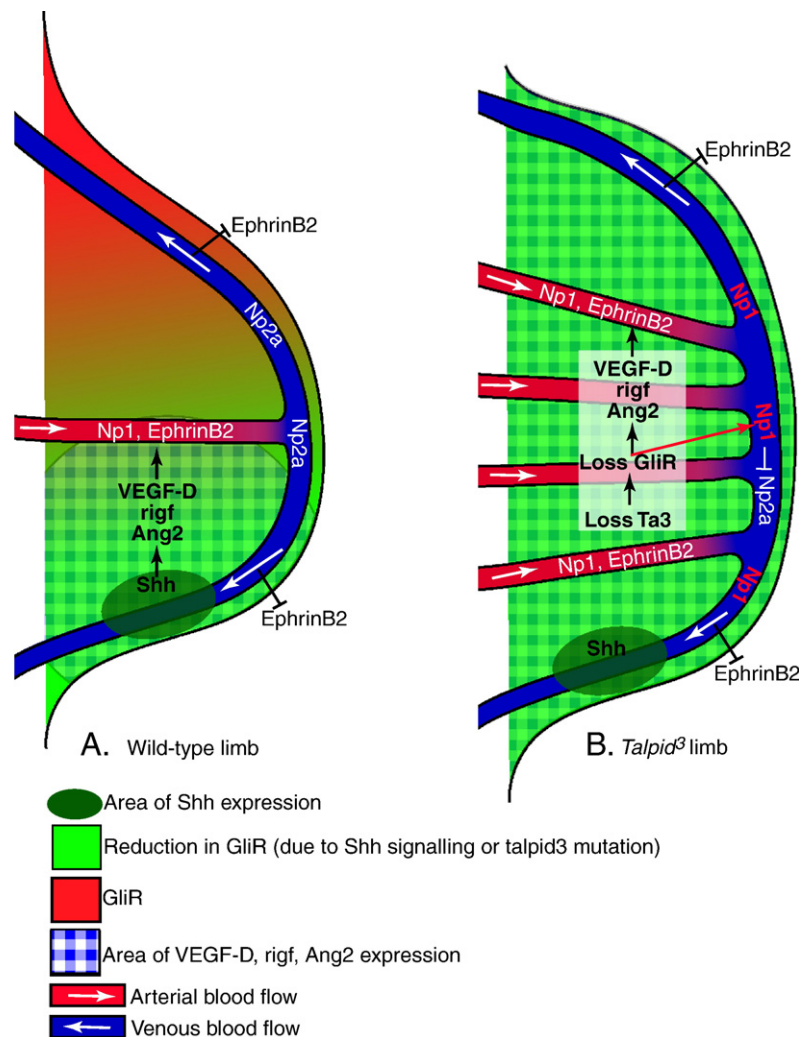 EphrinB2
Np2a
Np1, EphrinB2
Np2a
VEGF-D
rigf
Ang2
Shh
EphrinB2
A. Wild-type limb
EphrinB2
Np1
Np1, EphrinB2
VEGF-D
rigf
Ang2
Np1
Loss GliR
Np2a
Loss Ta3
Np1, EphrinB2
Np1
Shh
EphrinB2
B. Talpid3 limb
Area of Shh expression
Reduction in GliR (due to Shh signalling or talpid3 mutation)
GliR
Area of VEGF-D, rigf, Ang2 expression
Arterial blood flow
Venous blood flow